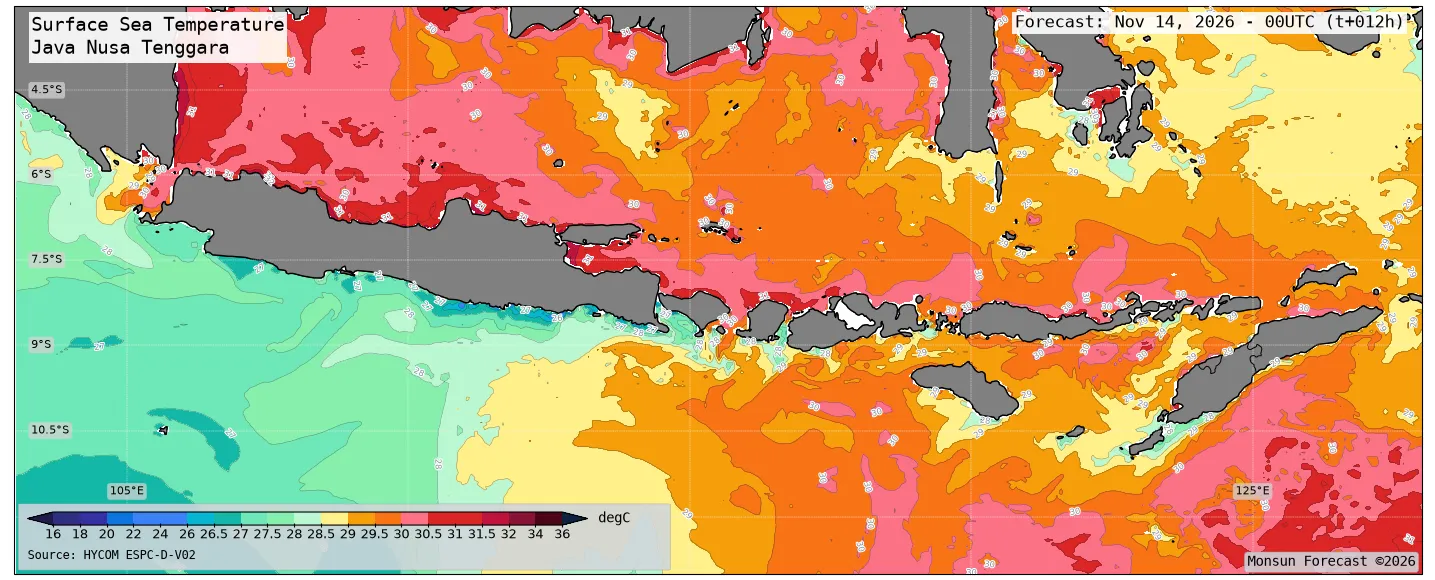 Surface Sea Temperature
Java Nusa Tenggara
Forecast: Nov 14, 2026 - 00UTC (t+012h)
4.5°S
6°S
7.5°S
9°S
10.5°S
105°E
125°E
degC
16 18 20 22 24 26 26.5 27 27.5 28 28.5 29 29.5 30 30.5 31 31.5 32 34 36
Source: HYCOM ESPC-D-V02
Monsun Forecast ©2026